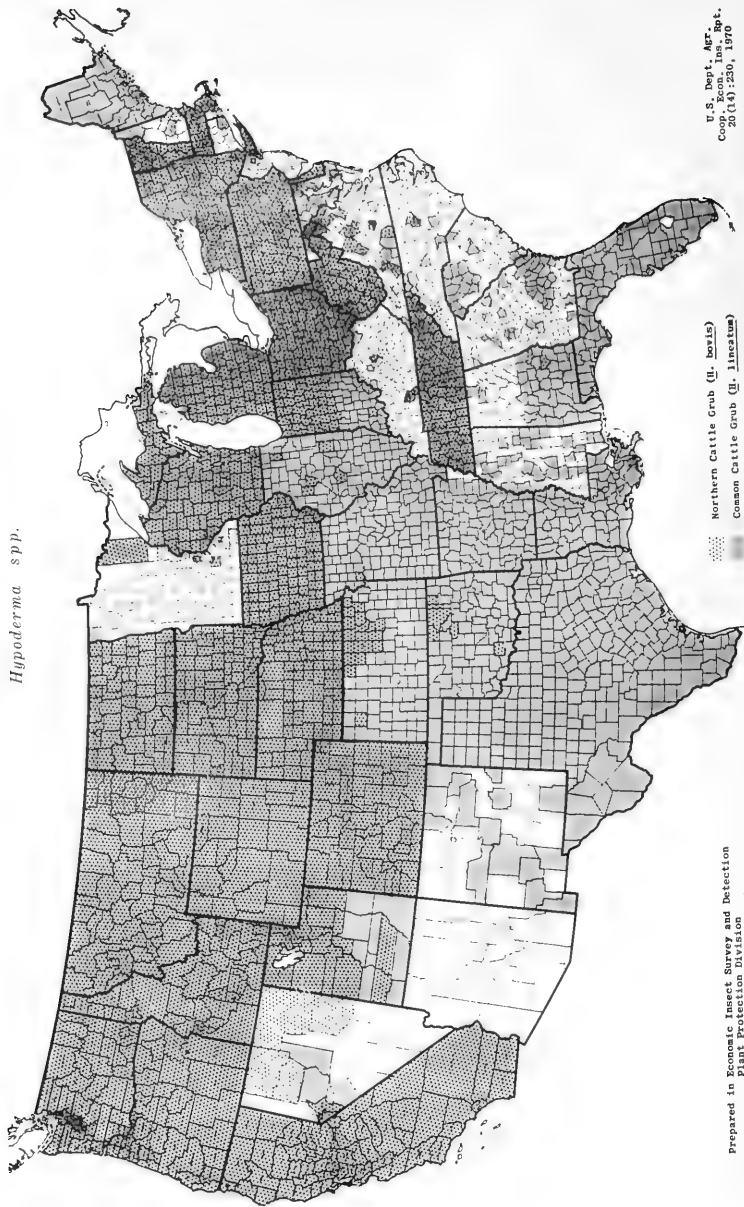 Hypoderma spp.
U.S. Dept. Agr.
Coop. Econ. Ins. Rpt.
20(14):230, 1970
Northern Cattle Grub (H. bovis)
Common Cattle Grub (H. lineatum)
Prepared in Economic Insect Survey and Detection
Plant Protection Division